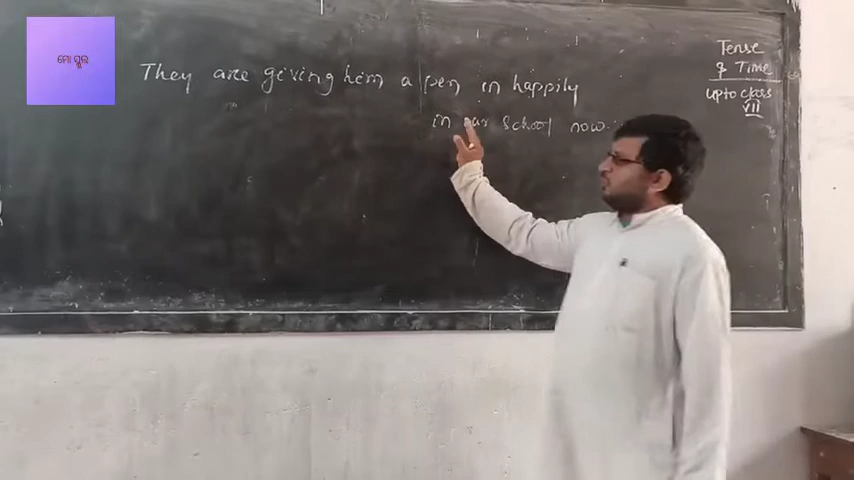 ମୋ ସ୍କୁଲ
They are giving him a pen in happily
in our school now.
Tense
& Time
upto class
VII